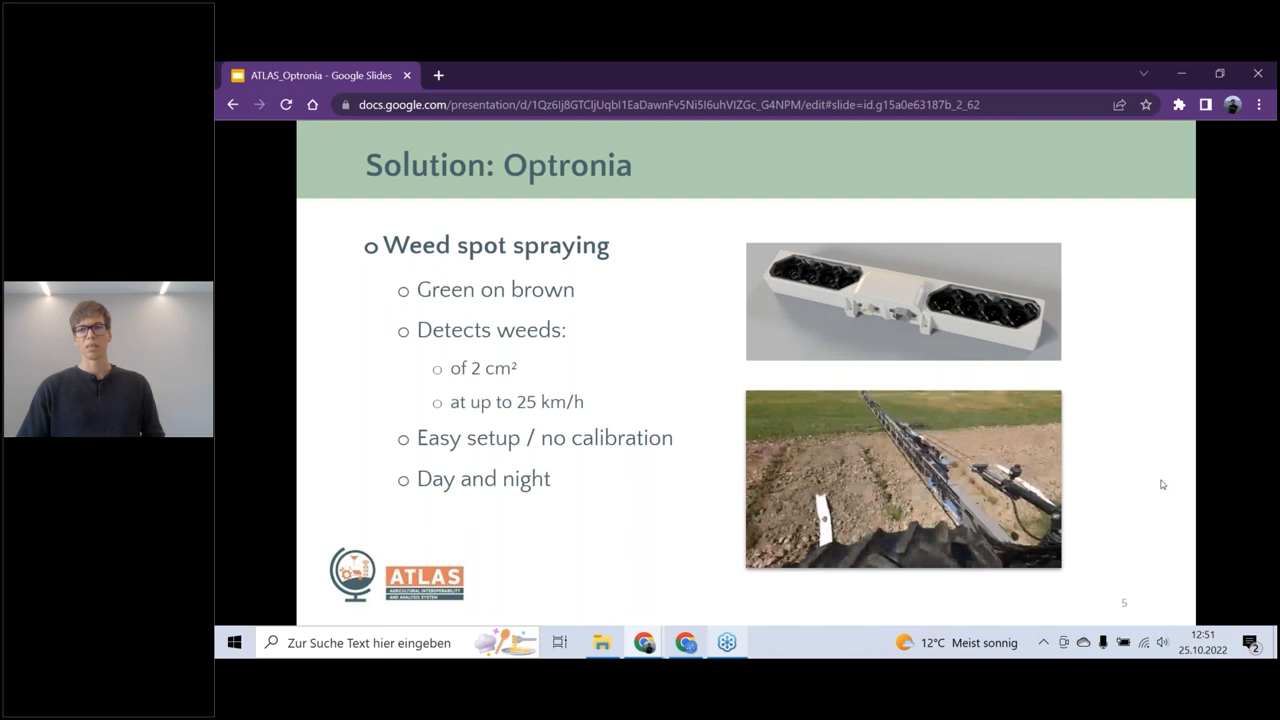 ATLAS_Optronia - Google Slides
docs.google.com/presentation/d/1Qz6Ij8GTCljUqbI1EaDawnFv5Ni5I6uhVIZGc_G4NPM/edit#slide=id.g15a0e63187b_2_62
Solution: Optronia
o Weed spot spraying
o Green on brown
o Detects weeds:
o of 2 cm²
o at up to 25 km/h
o Easy setup / no calibration
o Day and night
ATLAS
AGRICULTURAL INTEROPERABILITY
AND ANALYSIS SYSTEM
5
Zur Suche Text hier eingeben
12°C Meist sonnig
12:51
25.10.2022
2